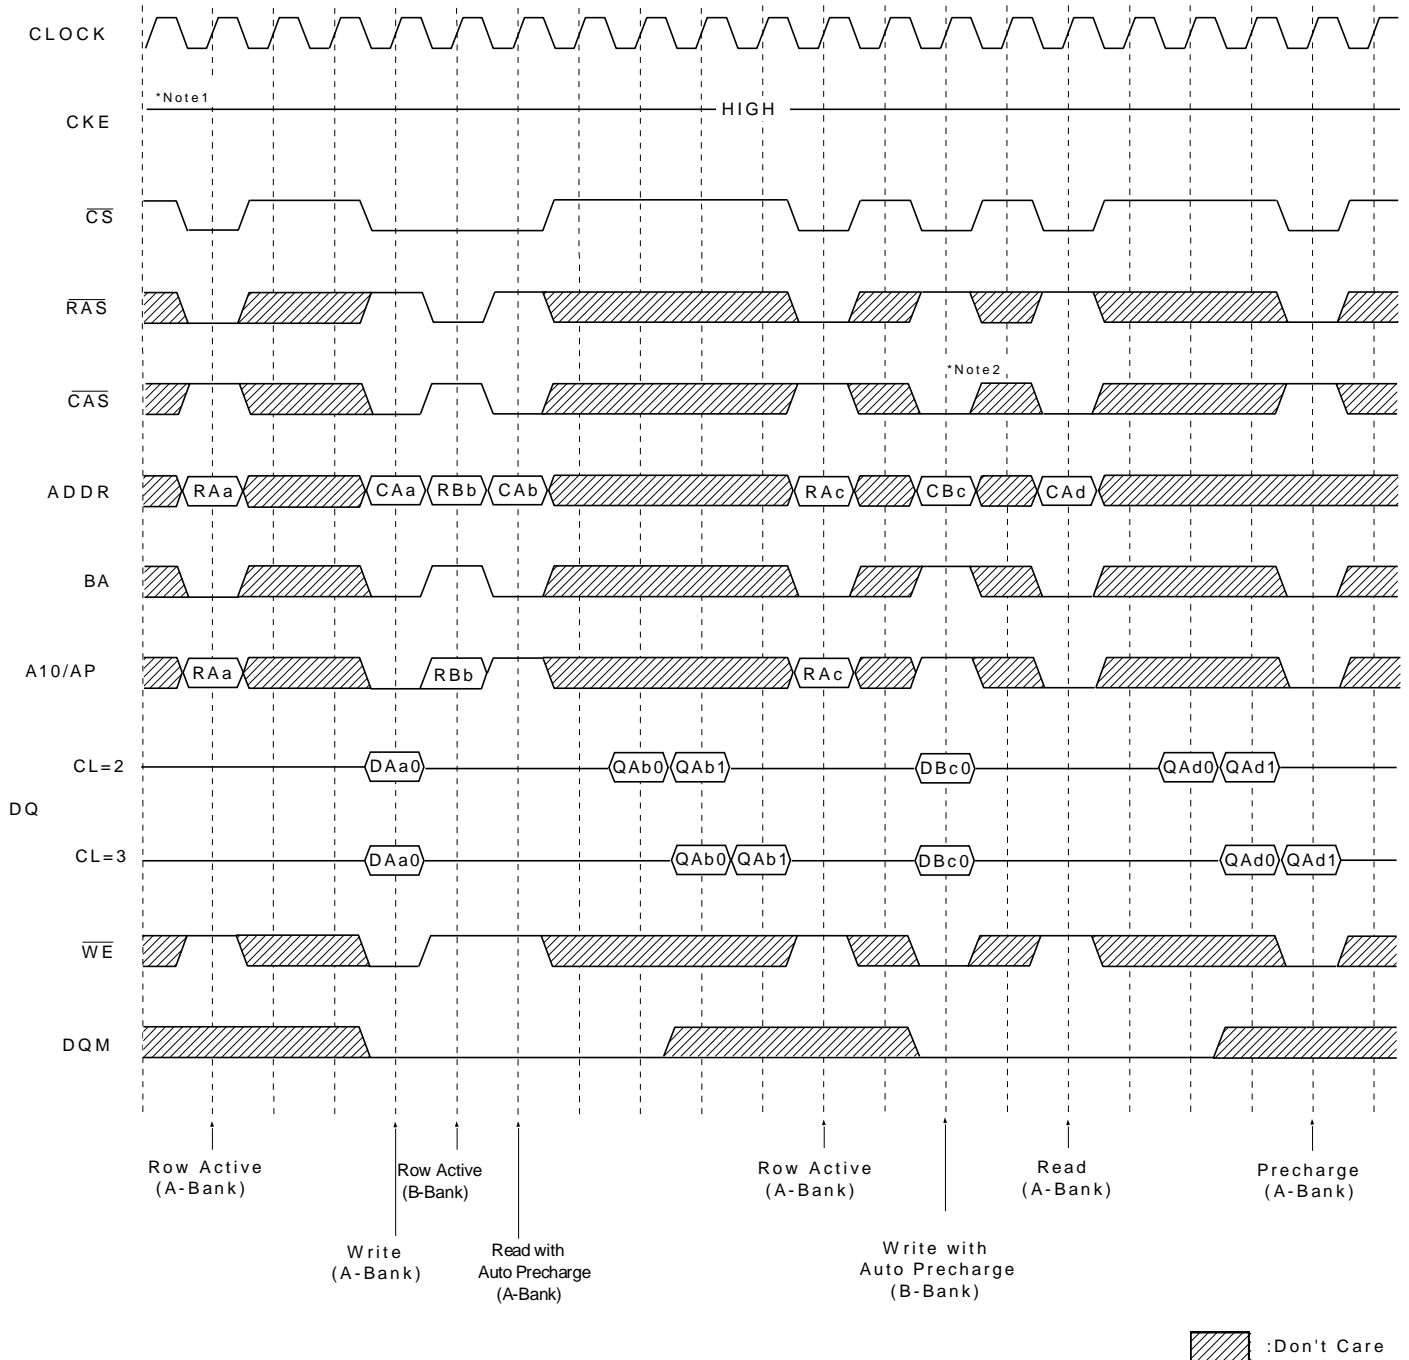 CLOCK
*Note1
HIGH
CKE
CS
RAS
*Note2
CAS
ADDR RAa CAa RBb CAb RAc CBc CAd
BA
A10/AP RAa RBb RAc
CL=2 DAa0 QAb0 QAb1 DBc0 QAd0 QAd1
DQ
CL=3 DAa0 QAb0 QAb1 DBc0 QAd0 QAd1
WE
DQM
Row Active
(A-Bank)
Row Active
(B-Bank)
Row Active
(A-Bank)
Read
(A-Bank)
Precharge
(A-Bank)
Write
(A-Bank)
Read with
Auto Precharge
(A-Bank)
Write with
Auto Precharge
(B-Bank)
:Don't Care